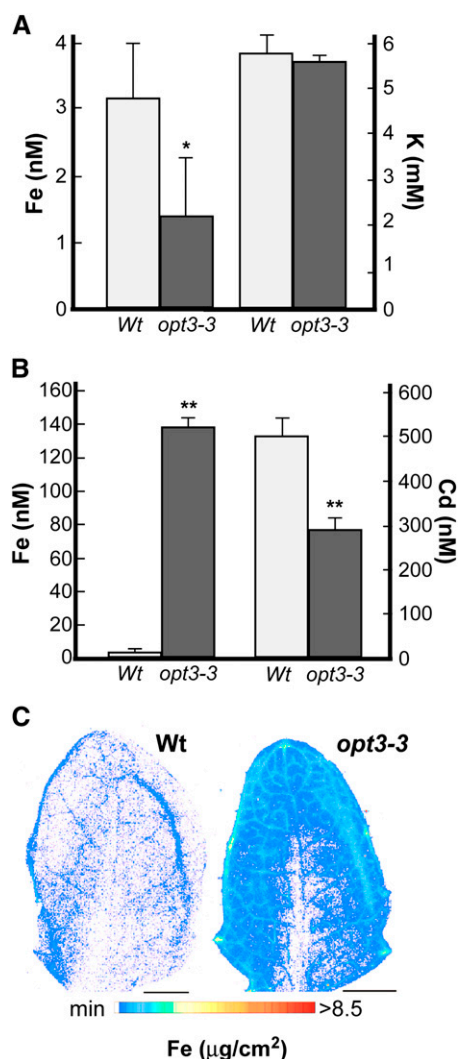 A
4
3
2
1
0
Fe (nM)
*
6
5
4
3
2
1
0
K (mM)
Wt opt3-3 Wt opt3-3
B
160
140
120
100
80
60
40
20
0
Fe (nM)
**
**
600
500
400
300
200
100
0
Cd (nM)
Wt opt3-3 Wt opt3-3
C
Wt opt3-3
min >8.5
Fe (µg/cm²)